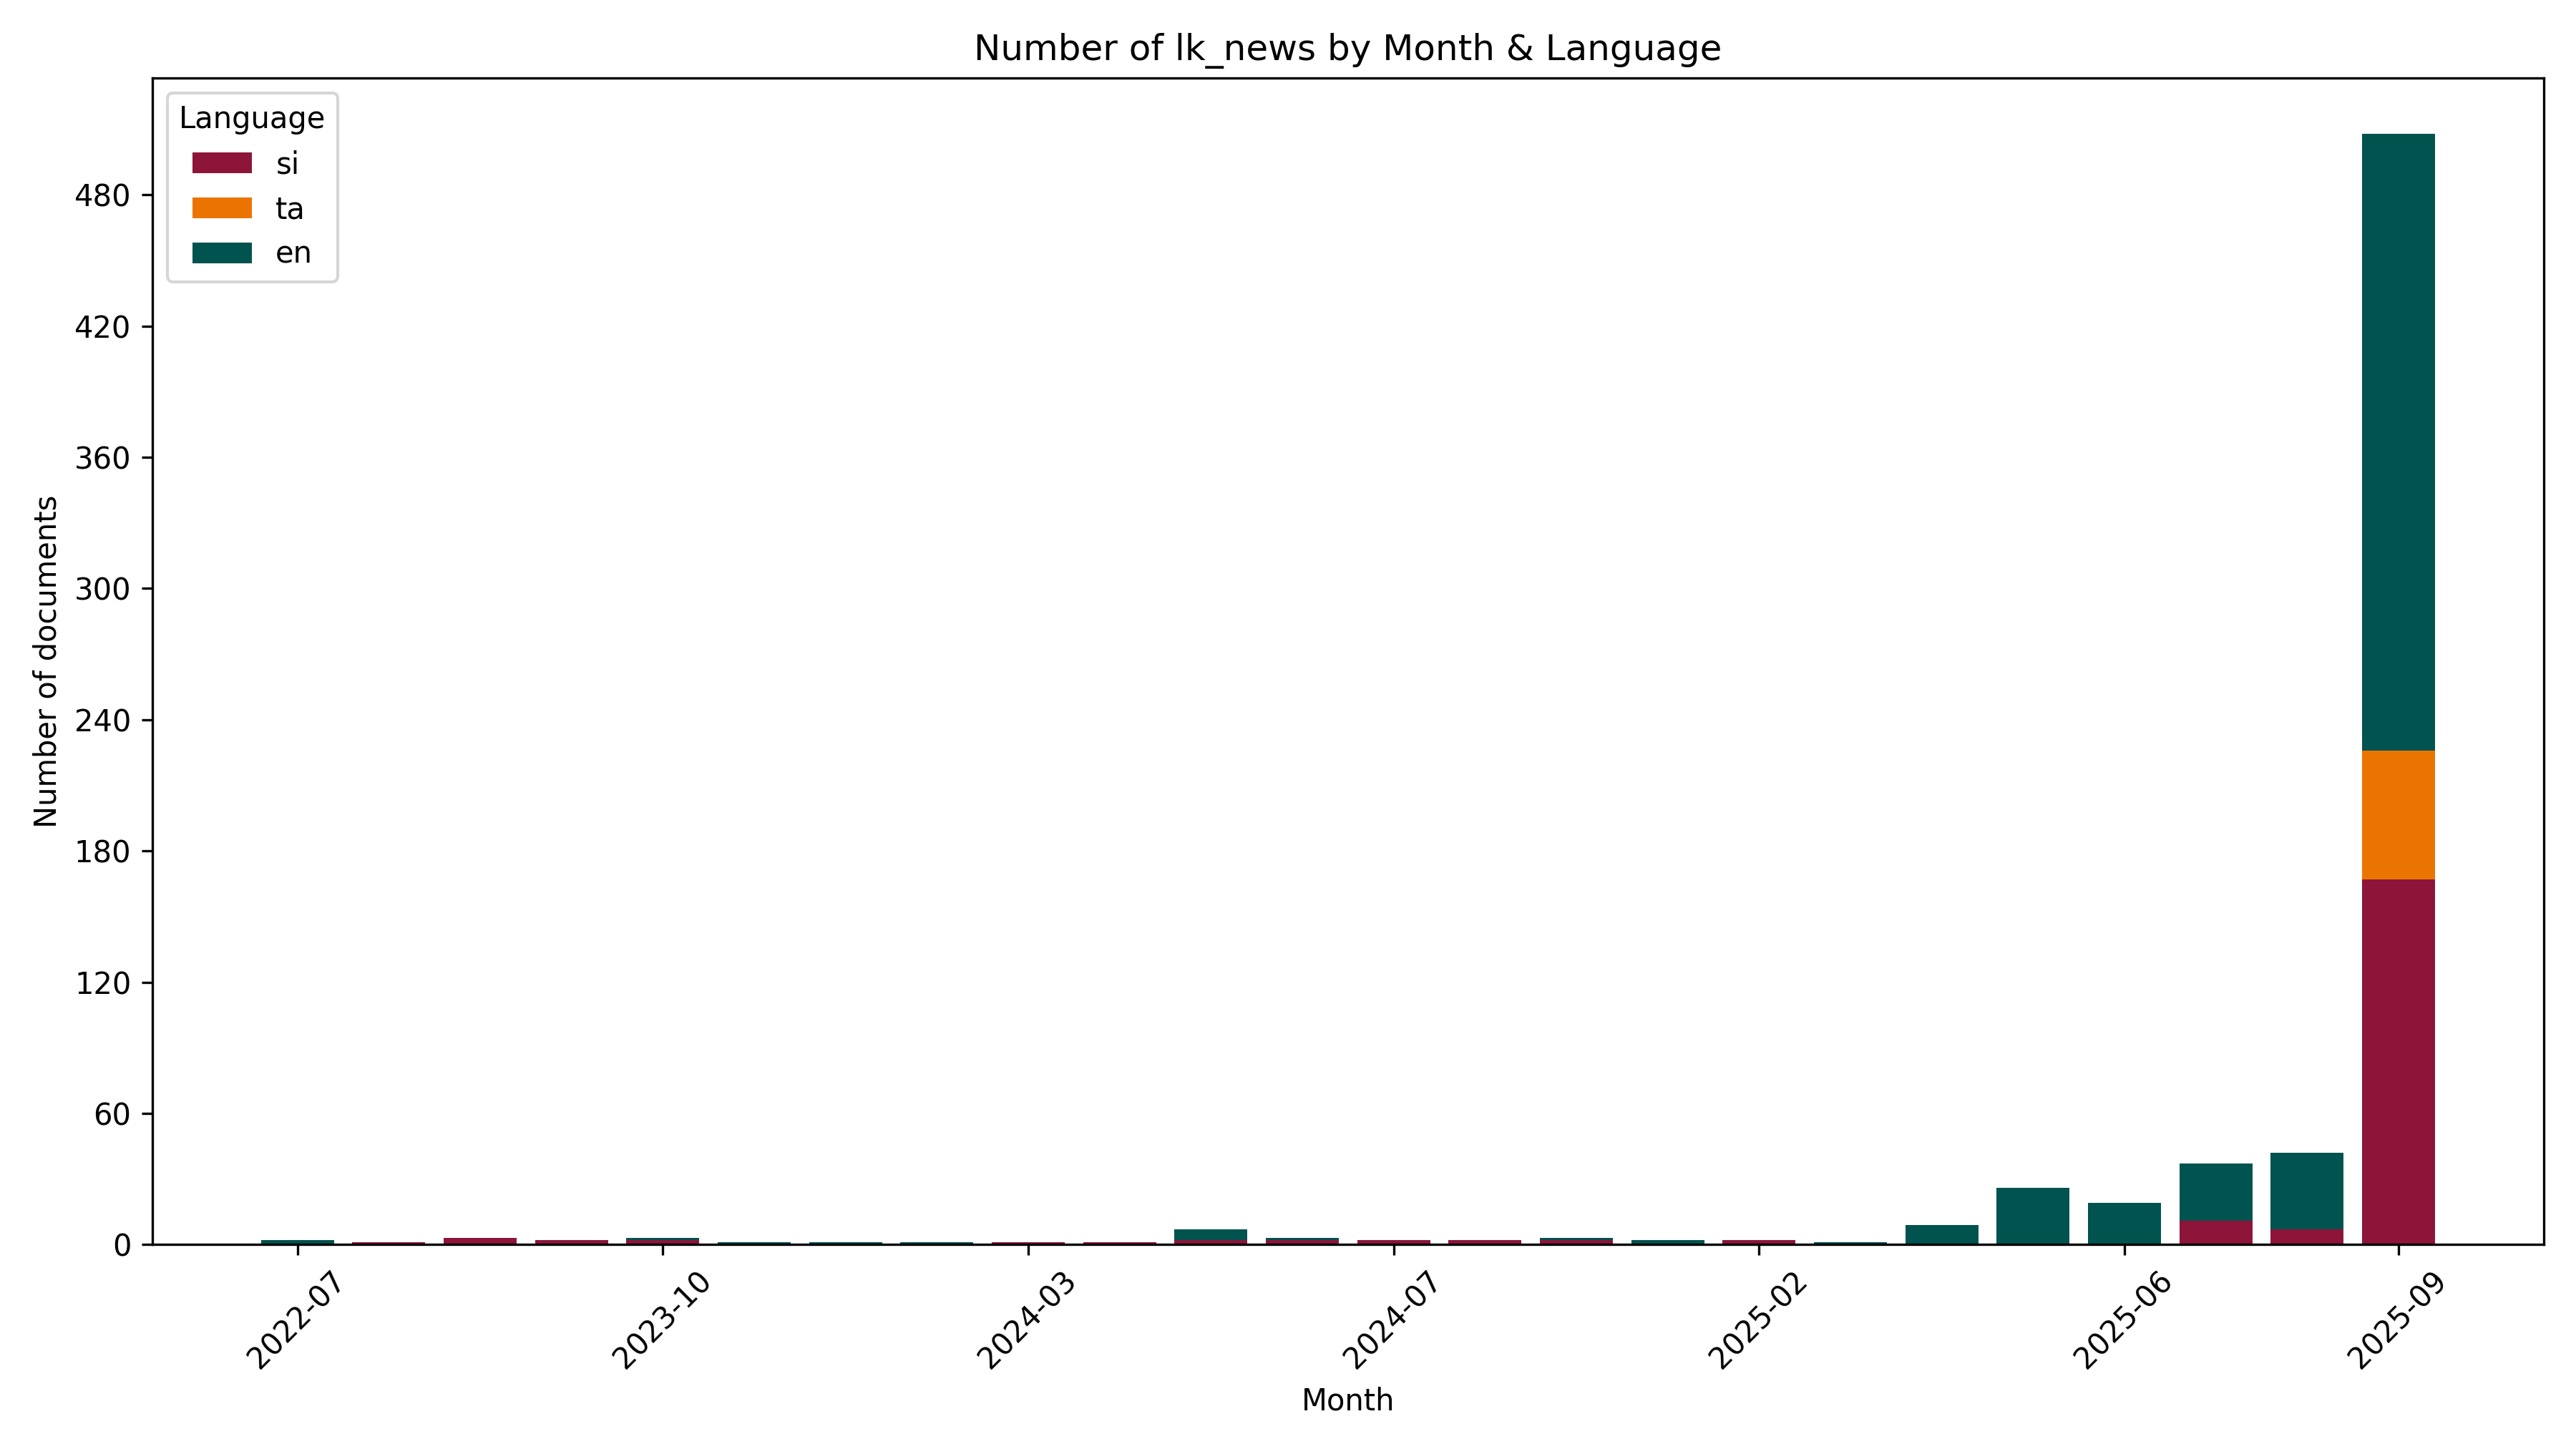 Number of lk_news by Month & Language
Language
si
ta
en
Number of documents
480
420
360
300
240
180
120
60
0
2022-07
2023-10
2024-03
2024-07
2025-02
2025-06
2025-09
Month